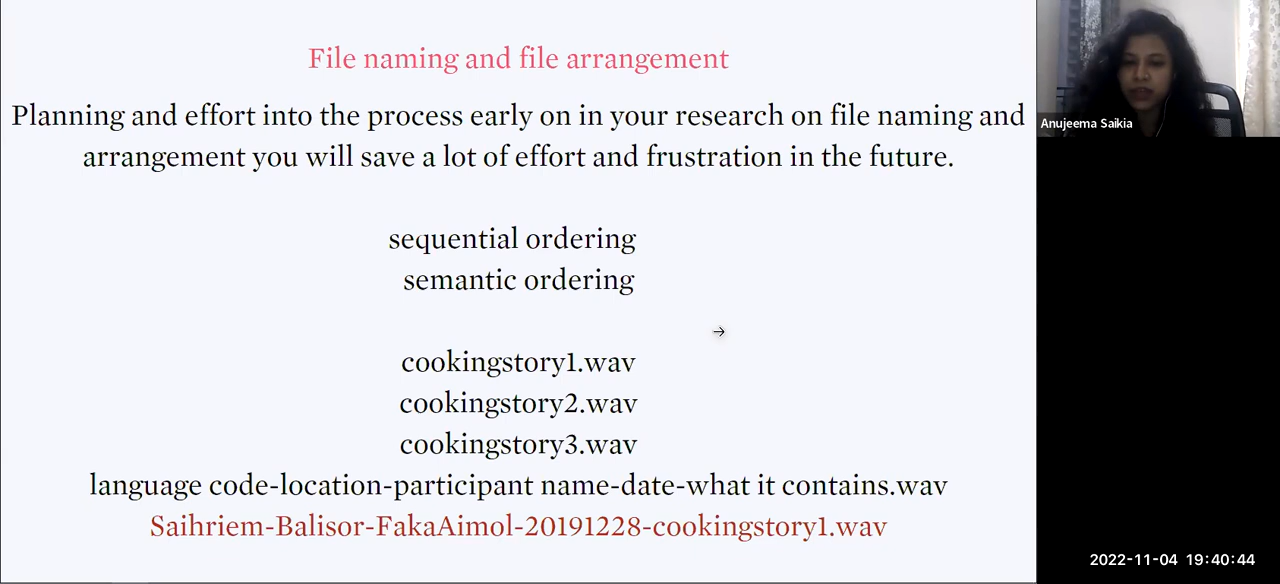 File naming and file arrangement
Planning and effort into the process early on in your research on file naming and
arrangement you will save a lot of effort and frustration in the future.
sequential ordering
semantic ordering
cookingstory1.wav
cookingstory2.wav
cookingstory3.wav
language code-location-participant name-date-what it contains.wav
Saihriem-Balisor-FakaAimol-20191228-cookingstory1.wav
Anujeema Saikia
2022-11-04 19:40:44